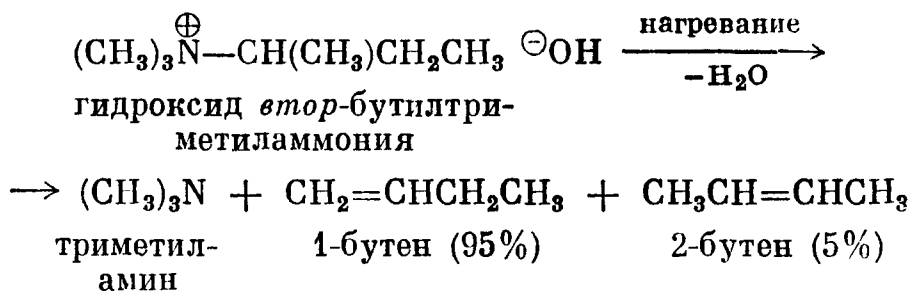 (CH₃)₃N⊕—CH(CH₃)CH₂CH₃ ⊖OH нагревание −H₂O →
гидроксид втор-бутилтри-
метиламмония
→ (CH₃)₃N + CH₂=CHCH₂CH₃ + CH₃CH=CHCH₃
триметил- 1-бутен (95%) 2-бутен (5%)
амин